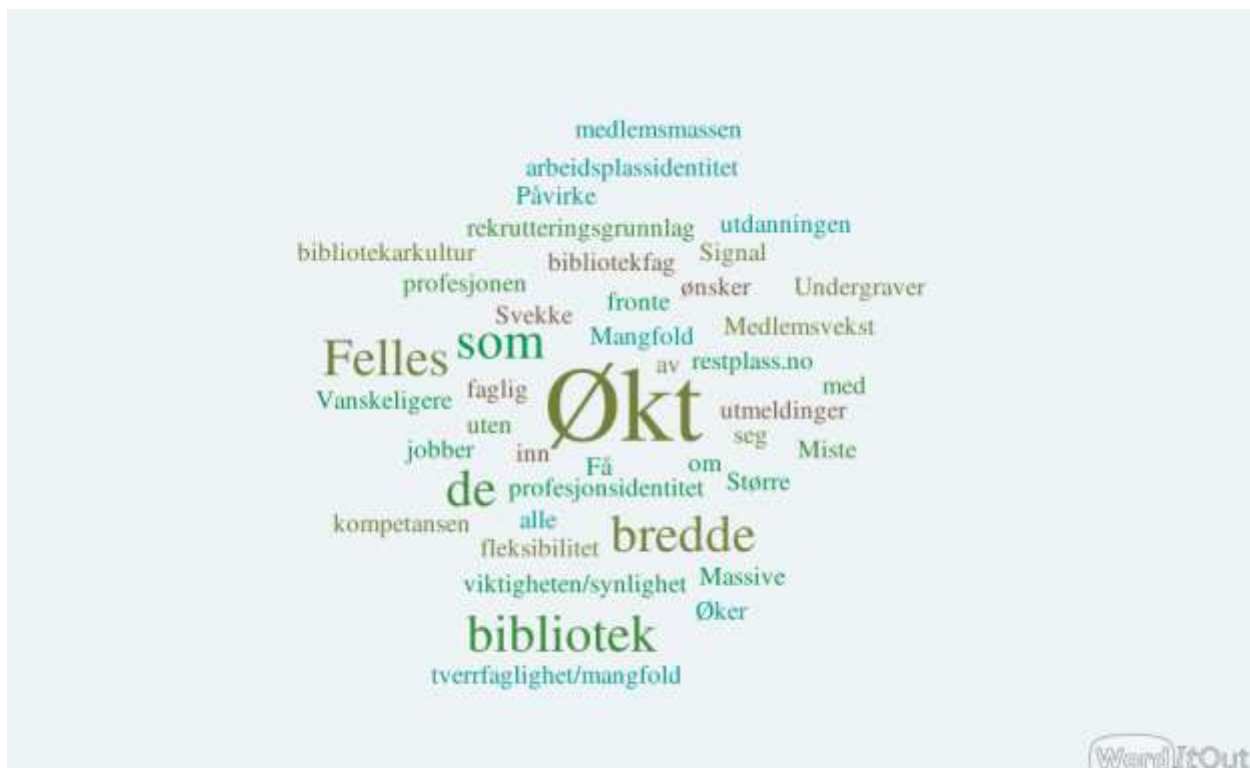 medlemsmassen
arbeidsplassidentitet
Påvirke
rekrutteringsgrunnlag utdanningen
bibliotekarkultur bibliotekfag Signal
profesjonen fronte ønsker Undergraver
Svekke Mangfold Medlemsvekst
Felles som av restplass.no
Vanskeligere faglig Økt utmeldinger med
uten seg
jobber inn Få om Miste
de profesjonsidentitet Større
kompetansen alle bredde
fleksibilitet
viktigheten/synlighet Massive
Øker
bibliotek
tverrfaglighet/mangfold
WordItOut